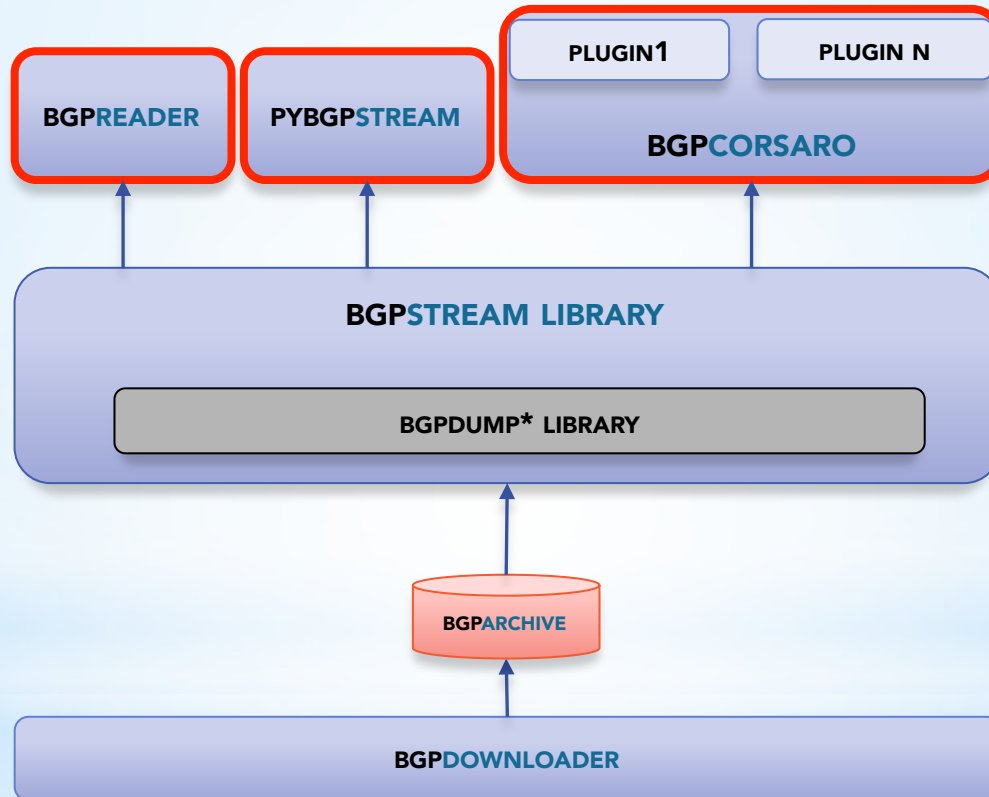 PLUGIN1
PLUGIN N
BGPREADER
PYBGPSTREAM
BGPCORSARO
BGPSTREAM LIBRARY
BGPDUMP* LIBRARY
BGPARCHIVE
BGPDOWNLOADER